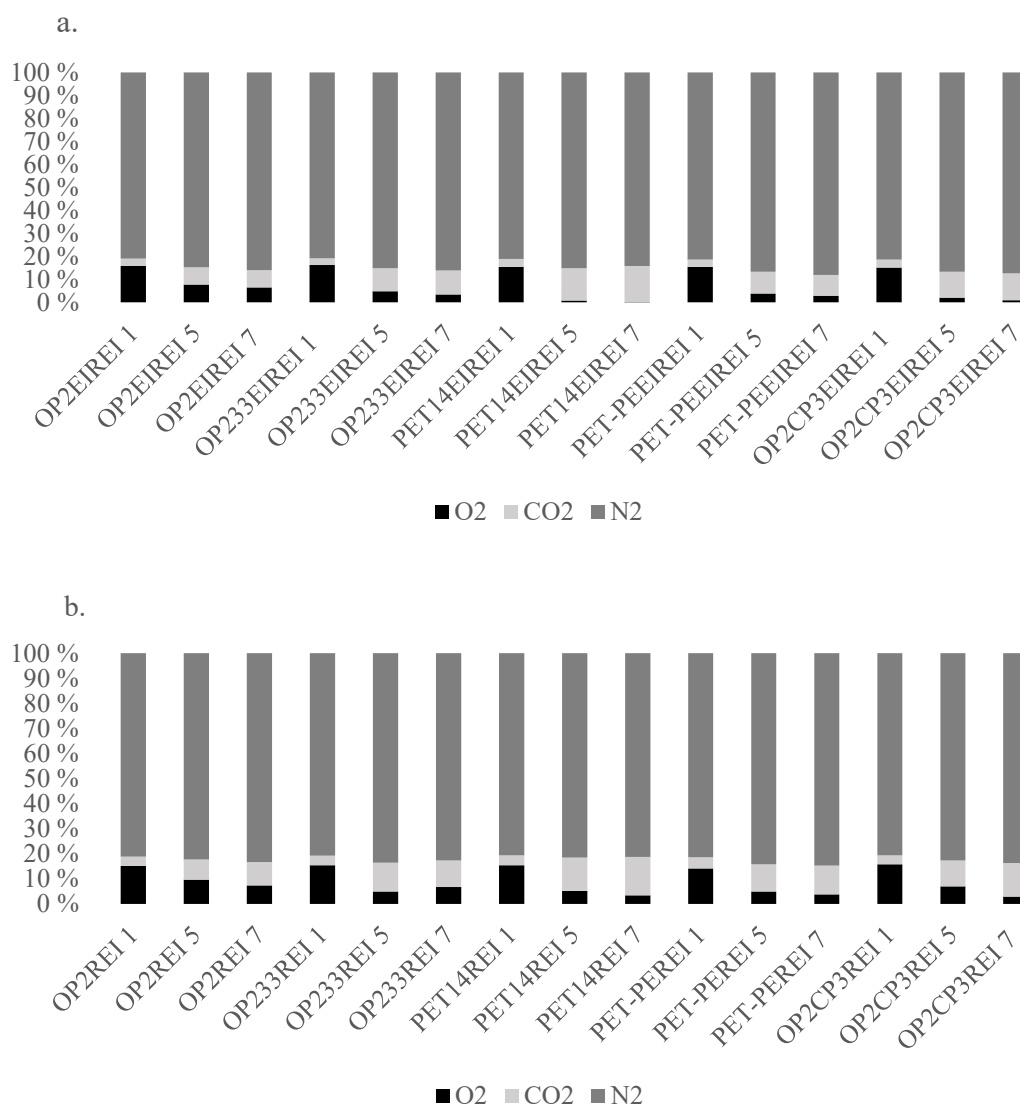 a.
100 %
90 %
80 %
70 %
60 %
50 %
40 %
30 %
20 %
10 %
0 %
OP2EIREI 1
OP2EIREI 5
OP2EIREI 7
OP233EIREI 1
OP233EIREI 5
OP233EIREI 7
PET14EIREI 1
PET14EIREI 5
PET14EIREI 7
PET-PEEIREI 1
PET-PEEIREI 5
PET-PEEIREI 7
OP2CP3EIREI 1
OP2CP3EIREI 5
OP2CP3EIREI 7
O2 CO2 N2
b.
100 %
90 %
80 %
70 %
60 %
50 %
40 %
30 %
20 %
10 %
0 %
OP2REI 1
OP2REI 5
OP2REI 7
OP233REI 1
OP233REI 5
OP233REI 7
PET14REI 1
PET14REI 5
PET14REI 7
PET-PEREI 1
PET-PEREI 5
PET-PEREI 7
OP2CP3REI 1
OP2CP3REI 5
OP2CP3REI 7
O2 CO2 N2